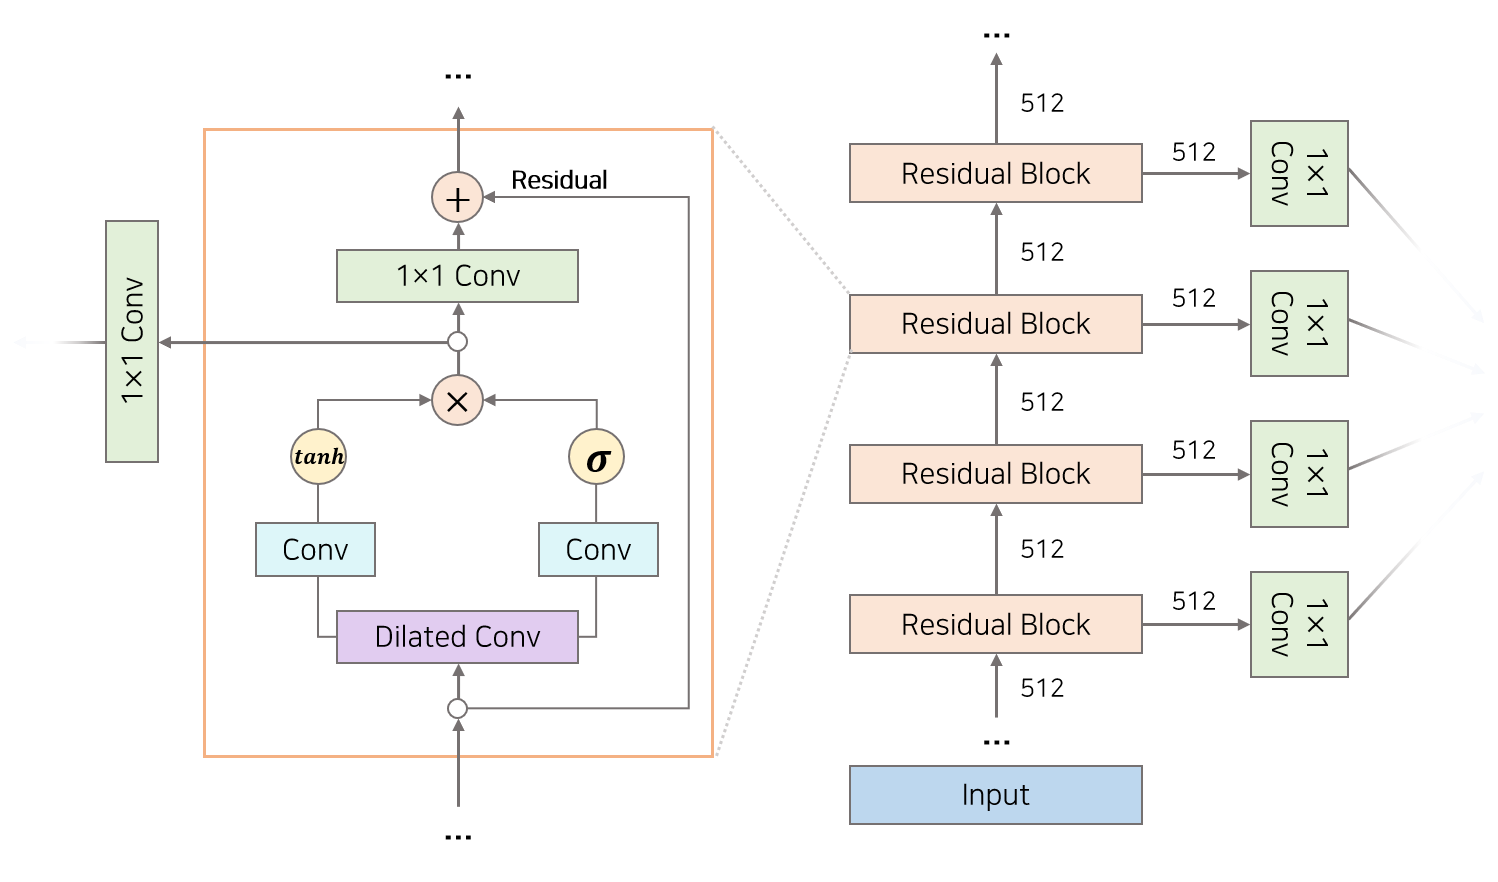 ...
Residual
+
1×1 Conv
1×1 Conv
×
tanh
σ
Conv
Conv
Dilated Conv
...
...
512
Residual Block
512
1×1
Conv
512
Residual Block
512
1×1
Conv
512
Residual Block
512
1×1
Conv
512
Residual Block
512
1×1
Conv
512
...
Input